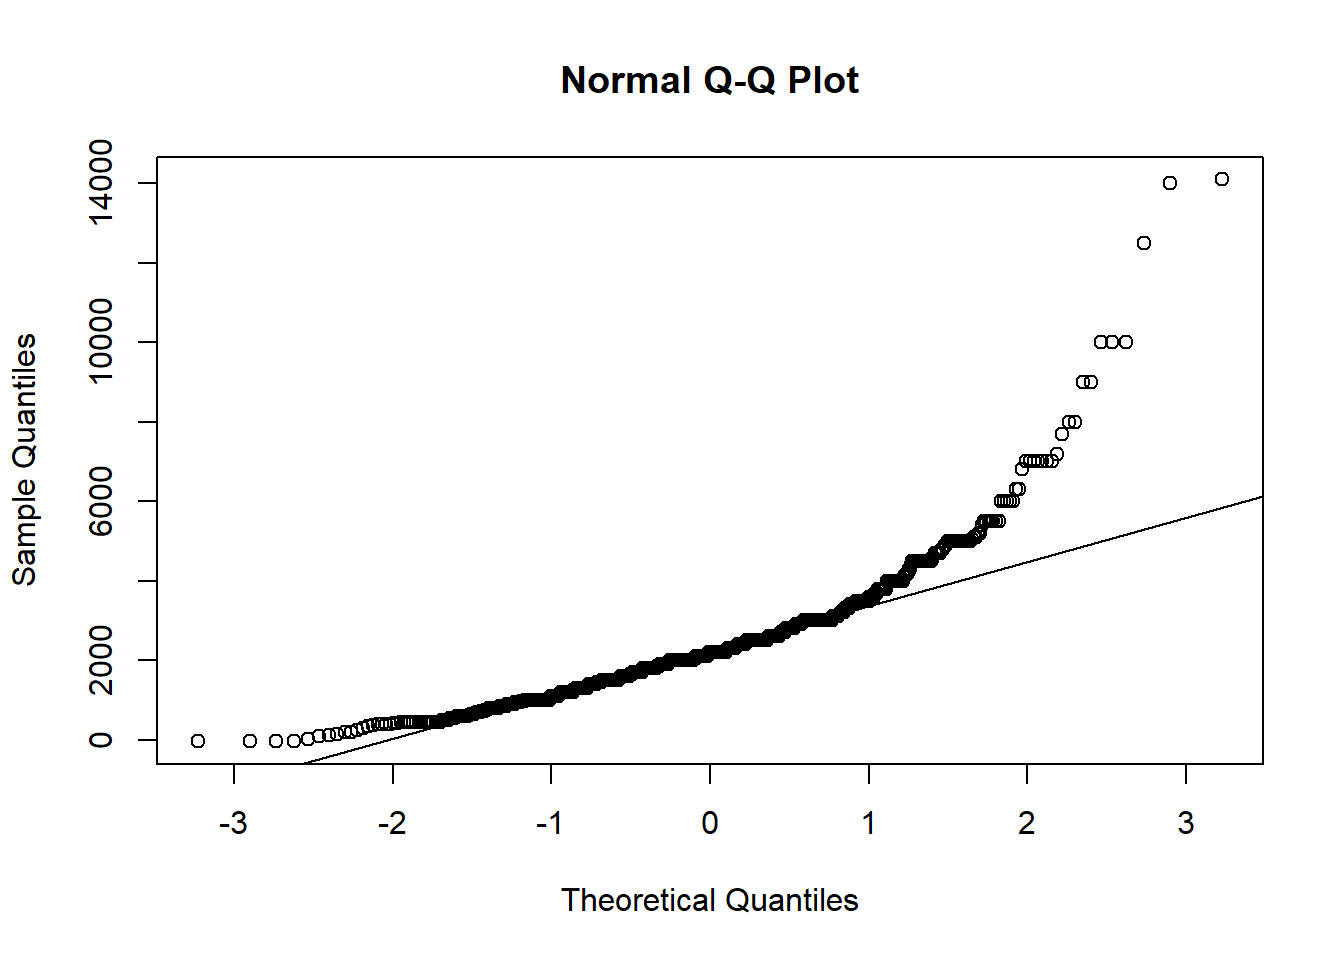 Normal Q-Q Plot
Sample Quantiles
14000
10000
6000
2000
0
-3 -2 -1 0 1 2 3
Theoretical Quantiles